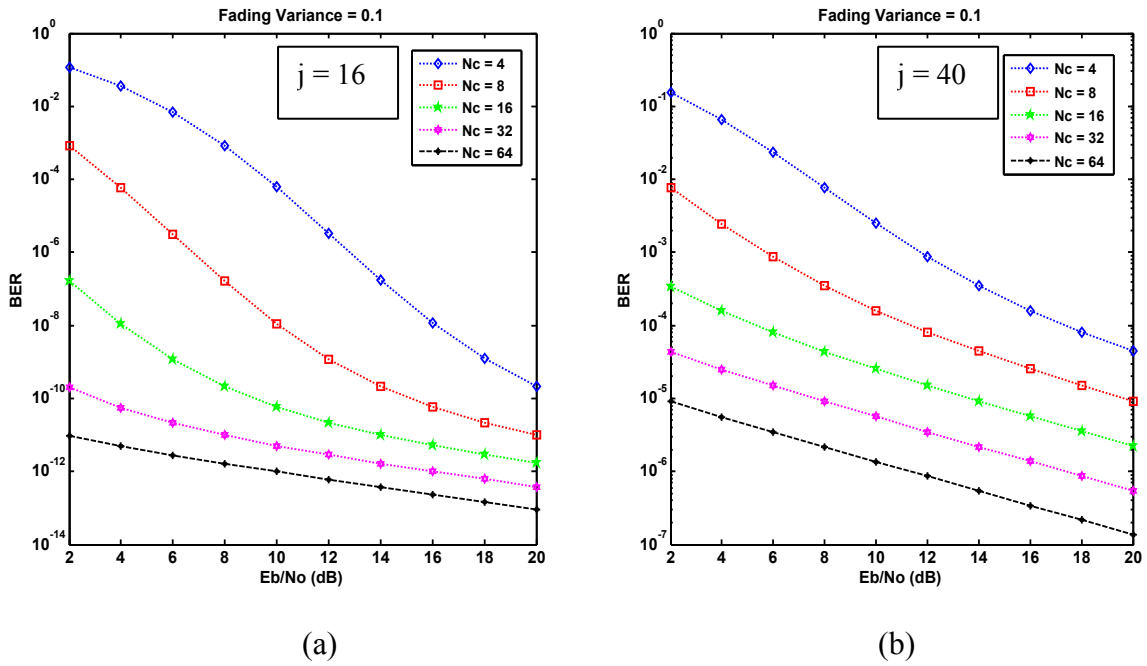 Fading Variance = 0.1
j = 16
Nc = 4
Nc = 8
Nc = 16
Nc = 32
Nc = 64
BER
10^0
10^-2
10^-4
10^-6
10^-8
10^-10
10^-12
10^-14
2 4 6 8 10 12 14 16 18 20
Eb/No (dB)
(a)
Fading Variance = 0.1
j = 40
Nc = 4
Nc = 8
Nc = 16
Nc = 32
Nc = 64
BER
10^0
10^-1
10^-2
10^-3
10^-4
10^-5
10^-6
10^-7
2 4 6 8 10 12 14 16 18 20
Eb/No (dB)
(b)